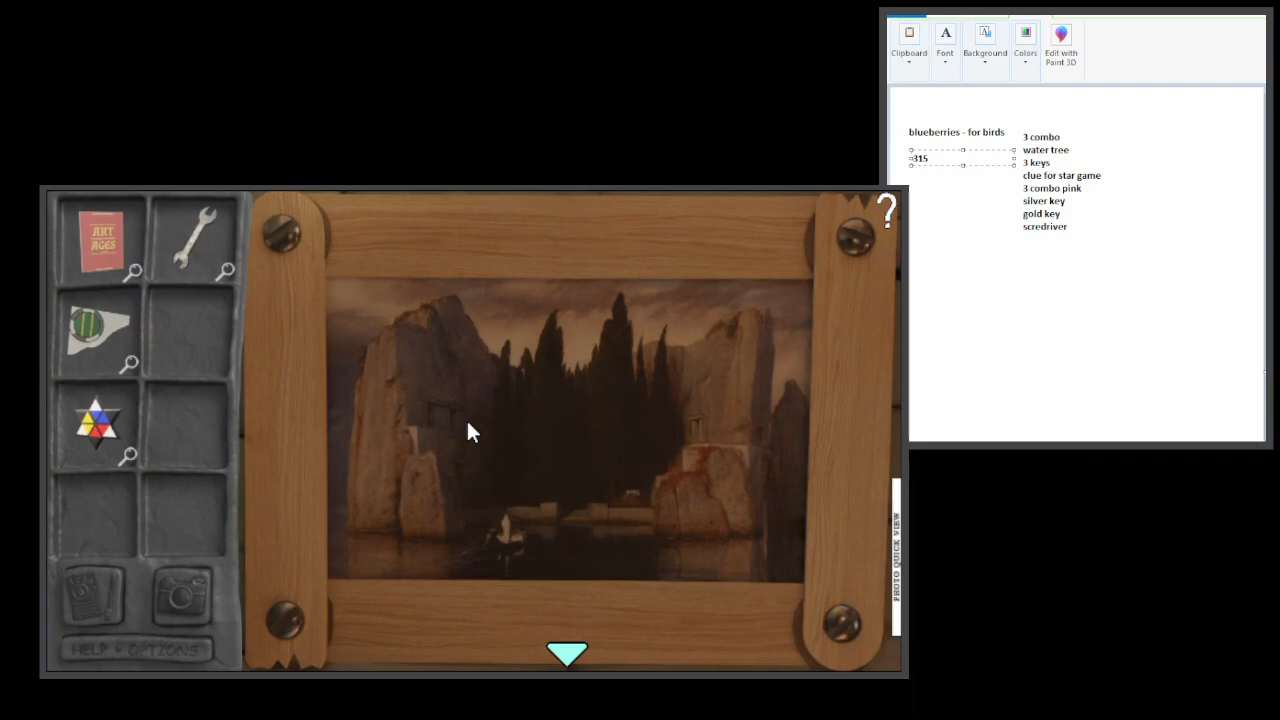 Clipboard
Font
Background
Colors
Edit with
Paint 3D
blueberries - for birds
315
3 combo
water tree
3 keys
clue for star game
3 combo pink
silver key
gold key
scredriver
?
ART
AGES
PHOTO QUICK VIEW
HELP & OPTIONS